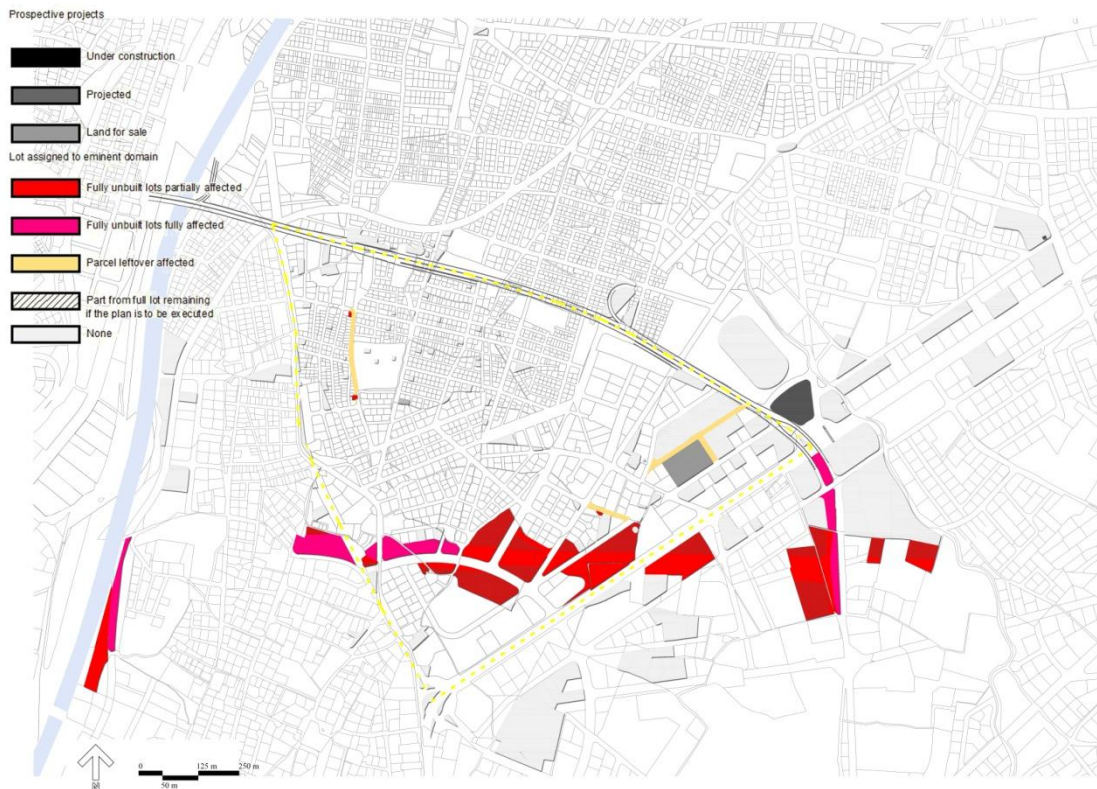 Prospective projects
Under construction
Projected
Land for sale
Lot assigned to eminent domain
Fully unbuilt lots partially affected
Fully unbuilt lots fully affected
Parcel leftover affected
Part from full lot remaining
if the plan is to be executed
None
0 125 m 250 m
50 m